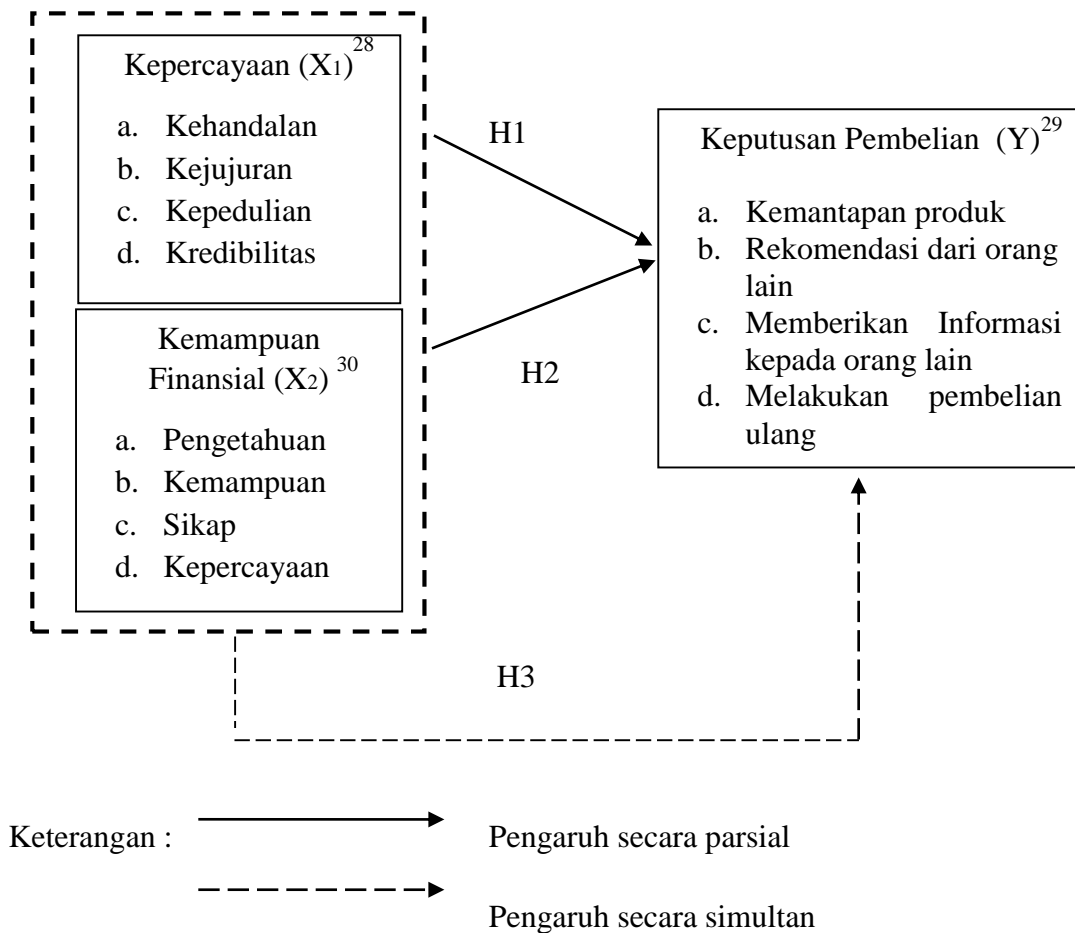 Kepercayaan (X1)28
a. Kehandalan
b. Kejujuran
c. Kepedulian
d. Kredibilitas
Kemampuan
Finansial (X2) 30
a. Pengetahuan
b. Kemampuan
c. Sikap
d. Kepercayaan
H1
H2
Keputusan Pembelian (Y)29
a. Kemantapan produk
b. Rekomendasi dari orang
lain
c. Memberikan Informasi
kepada orang lain
d. Melakukan pembelian
ulang
H3
Keterangan : Pengaruh secara parsial
Pengaruh secara simultan